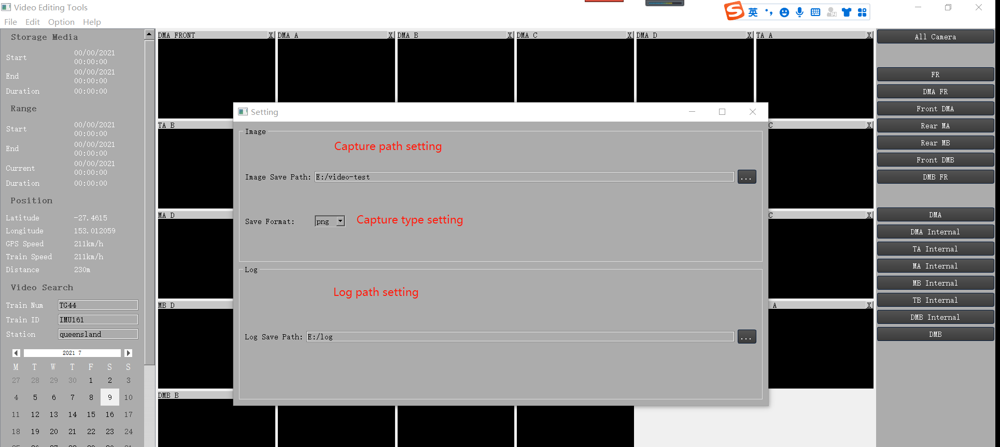 Video Editing Tools
英
File Edit Option Help
Storage Media
Start 00/00/2021 00:00:00
End 00/00/2021 00:00:00
Duration 00:00:00
Range
Start 00/00/2021 00:00:00
End 00/00/2021 00:00:00
Current 00/00/2021 00:00:00
Duration 00:00:00
Position
Latitude -27.4615
Longitude 153.012059
GPS Speed 211km/h
Train Speed 211km/h
Distance 230m
Video Search
Train Num TG44
Train ID IMU161
Station queensland
2021 7
M T W T F S S
27 28 29 30 1 2 3
4 5 6 7 8 9 10
11 12 13 14 15 16 17
18 19 20 21 22 23 24
DMA FRONT X DMA A X DMA B X DMA C X DMA D X TA A X
TA B C X
MA D C X
MB D A X
DMB B
Setting
Image
Capture path setting
Image Save Path: E:/video-test ...
Save Format: png Capture type setting
Log
Log path setting
Log Save Path: E:/log ...
All Camera
FR
DMA FR
Front DMA
Rear MA
Rear MB
Front DMB
DMB FR
DMA
DMA Internal
TA Internal
MA Internal
MB Internal
TB Internal
DMB Internal
DMB